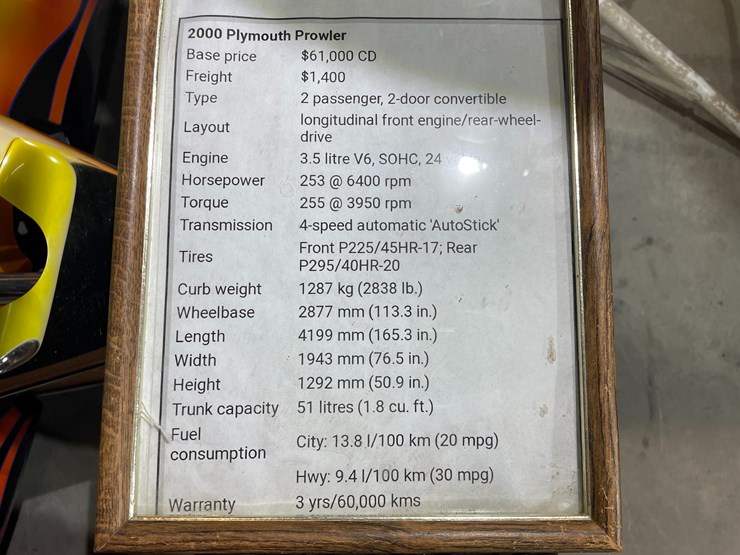 2000 Plymouth Prowler
Base price $61,000 CD
Freight $1,400
Type 2 passenger, 2-door convertible
Layout longitudinal front engine/rear-wheel-
drive
Engine 3.5 litre V6, SOHC, 24
Horsepower 253 @ 6400 rpm
Torque 255 @ 3950 rpm
Transmission 4-speed automatic 'AutoStick'
Tires Front P225/45HR-17; Rear
P295/40HR-20
Curb weight 1287 kg (2838 lb.)
Wheelbase 2877 mm (113.3 in.)
Length 4199 mm (165.3 in.)
Width 1943 mm (76.5 in.)
Height 1292 mm (50.9 in.)
Trunk capacity 51 litres (1.8 cu. ft.)
Fuel
consumption City: 13.8 l/100 km (20 mpg)
Hwy: 9.4 l/100 km (30 mpg)
Warranty 3 yrs/60,000 kms